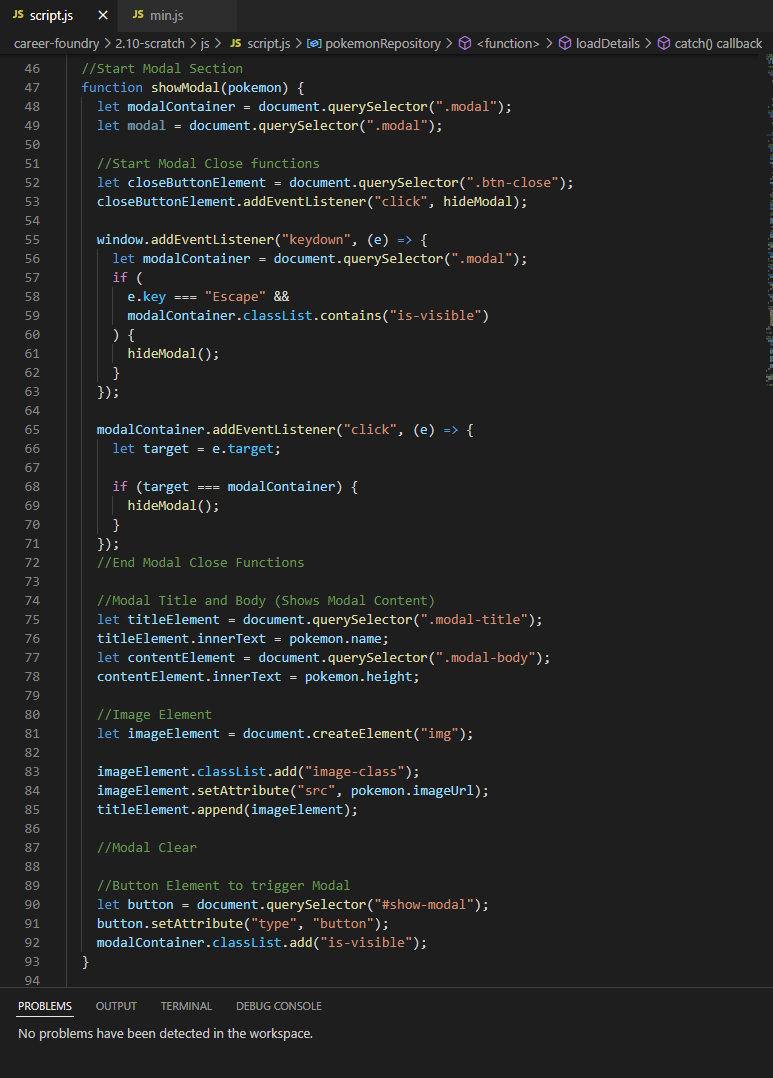 JS script.js ×
JS min.js
career-foundry > 2.10-scratch > js > JS script.js > pokemonRepository > <function> > loadDetails > catch() callback
46 //Start Modal Section
47 function showModal(pokemon) {
48 let modalContainer = document.querySelector(".modal");
49 let modal = document.querySelector(".modal");
50
51 //Start Modal Close functions
52 let closeButtonElement = document.querySelector(".btn-close");
53 closeButtonElement.addEventListener("click", hideModal);
54
55 window.addEventListener("keydown", (e) => {
56 let modalContainer = document.querySelector(".modal");
57 if (
58 e.key === "Escape" &&
59 modalContainer.classList.contains("is-visible")
60 ) {
61 hideModal();
62 }
63 });
64
65 modalContainer.addEventListener("click", (e) => {
66 let target = e.target;
67
68 if (target === modalContainer) {
69 hideModal();
70 }
71 });
72 //End Modal Close Functions
73
74 //Modal Title and Body (Shows Modal Content)
75 let titleElement = document.querySelector(".modal-title");
76 titleElement.innerText = pokemon.name;
77 let contentElement = document.querySelector(".modal-body");
78 contentElement.innerText = pokemon.height;
79
80 //Image Element
81 let imageElement = document.createElement("img");
82
83 imageElement.classList.add("image-class");
84 imageElement.setAttribute("src", pokemon.imageUrl);
85 titleElement.append(imageElement);
86
87 //Modal Clear
88
89 //Button Element to trigger Modal
90 let button = document.querySelector("#show-modal");
91 button.setAttribute("type", "button");
92 modalContainer.classList.add("is-visible");
93 }
94
PROBLEMS OUTPUT TERMINAL DEBUG CONSOLE
No problems have been detected in the workspace.